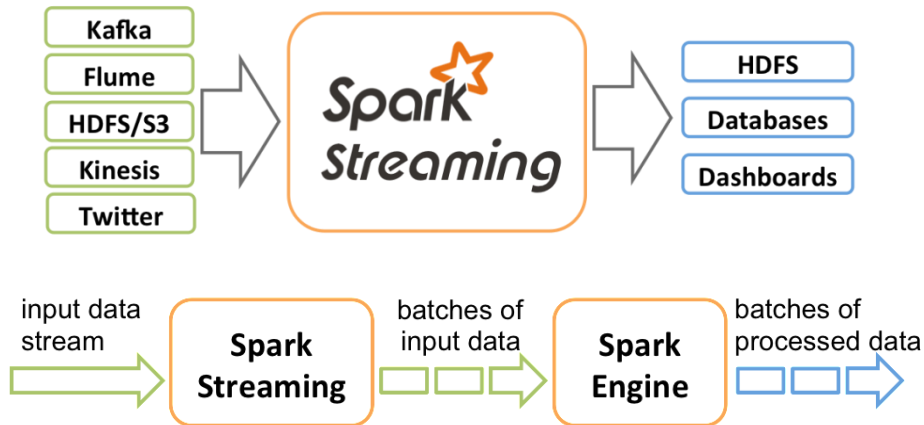 Kafka
Flume
HDFS/S3
Kinesis
Twitter
Spark
Streaming
HDFS
Databases
Dashboards
input data
stream
Spark
Streaming
batches of
input data
Spark
Engine
batches of
processed data